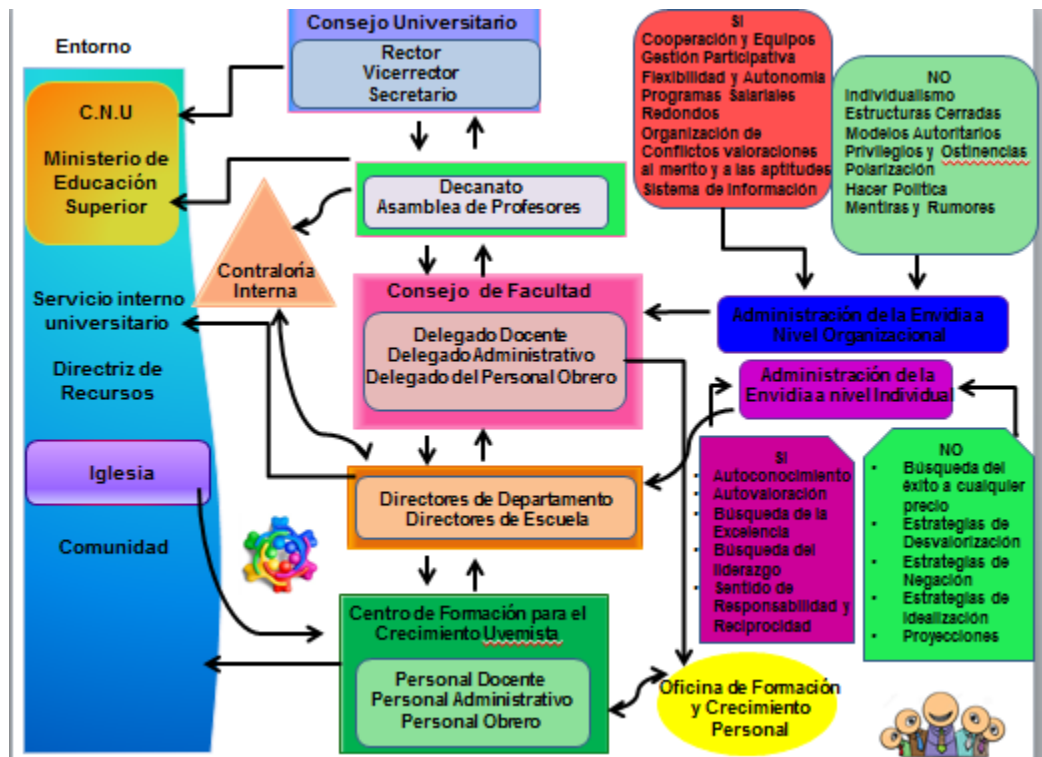 Entorno
C.N.U
Ministerio de
Educación
Superior
Servicio interno
universitario
Directriz de
Recursos
Iglesia
Comunidad
Contraloría
Interna
Consejo Universitario
Rector
Vicerrector
Secretario
Decanato
Asamblea de Profesores
Consejo de Facultad
Delegado Docente
Delegado Administrativo
Delegado del Personal Obrero
Directores de Departamento
Directores de Escuela
Centro de Formación para el
Crecimiento Uvemista
Personal Docente
Personal Administrativo
Personal Obrero
SI
Cooperación y Equipos
Gestión Participativa
Flexibilidad y Autonomia
Programas Salariales
Redondos
Organización de
Conflictos valoraciones
al merito y a las aptitudes
Sistema de Información
NO
Individualismo
Estructuras Cerradas
Modelos Autoritarios
Privilegios y Ostinencias
Polarización
Hacer Política
Mentiras y Rumores
Administración de la Envidia a
Nivel Organizacional
Administración de la
Envidia a nivel Individual
SI
• Autoconocimiento
• Autovaloración
• Búsqueda de la
Excelencia
• Búsqueda del
liderazgo
• Sentido de
Responsabilidad y
Reciprocidad
NO
• Búsqueda del
éxito a cualquier
precio
• Estrategias de
Desvalorización
• Estrategias de
Negación
• Estrategias de
Idealización
• Proyecciones
Oficina de Formación
y Crecimiento
Personal